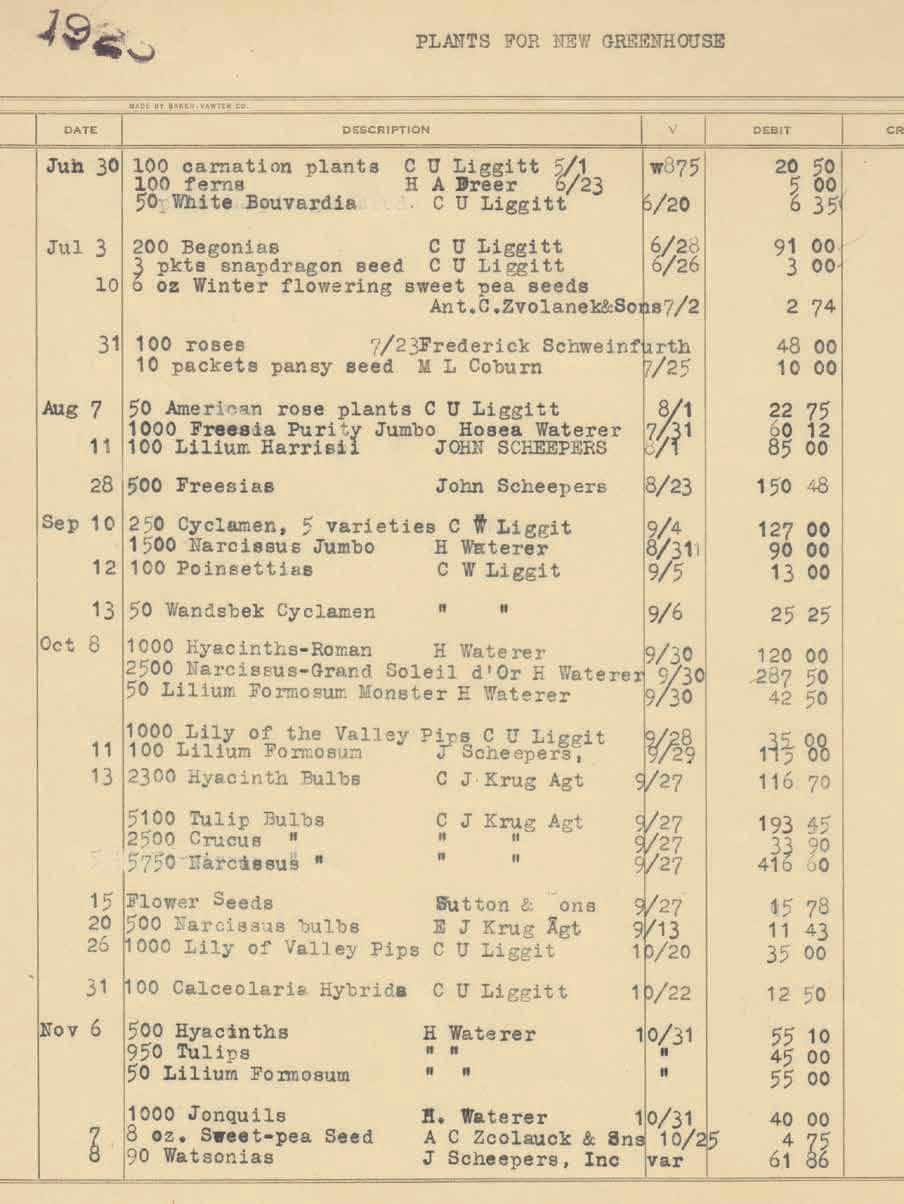 1925
PLANTS FOR NEW GREENHOUSE
MADE BY BAKER-VAWTER CO.
DATE DESCRIPTION √ DEBIT CR
Jun 30 100 carnation plants C U Liggitt 5/1 w875 20 50
100 ferns H A Dreer 6/23 5 00
50 White Bouvardia C U Liggitt 6/20 6 35
Jul 3 200 Begonias C U Liggitt 6/28 91 00
3 pkts snapdragon seed C U Liggitt 6/26 3 00
10 6 oz Winter flowering sweet pea seeds
Ant.C.Zvolanek&Sons7/2 2 74
31 100 roses 7/23Frederick Schweinfurth 48 00
10 packets pansy seed M L Coburn 7/25 10 00
Aug 7 50 American rose plants C U Liggitt 8/1 22 75
1000 Freesia Purity Jumbo Hosea Waterer 7/31 60 12
11 100 Lilium Harrisii JOHN SCHEEPERS 8/1 85 00
28 500 Freesias John Scheepers 8/23 150 48
Sep 10 250 Cyclamen, 5 varieties C W Liggit 9/4 127 00
1500 Narcissus Jumbo H Waterer 8/31 90 00
12 100 Poinsettias C W Liggit 9/5 13 00
13 50 Wandsbek Cyclamen " " 9/6 25 25
Oct 8 1000 Hyacinths-Roman H Waterer 9/30 120 00
2500 Narcissus-Grand Soleil d'Or H Waterer 9/30 287 50
50 Lilium Formosum Monster H Waterer 9/30 42 50
1000 Lily of the Valley Pips C U Liggit 9/28 35 00
11 100 Lilium Formosum J Scheepers, 9/29 115 00
13 2300 Hyacinth Bulbs C J Krug Agt 9/27 116 70
5100 Tulip Bulbs C J Krug Agt 9/27 193 45
2500 Crucus " " " 9/27 33 90
5750 Narcissus " " " 9/27 416 60
15 Flower Seeds Sutton & ons 9/27 15 78
20 500 Narcissus bulbs E J Krug Agt 9/13 11 43
26 1000 Lily of Valley Pips C U Liggit 10/20 35 00
31 100 Calceolaria Hybrids C U Liggitt 10/22 12 50
Nov 6 500 Hyacinths H Waterer 10/31 55 10
950 Tulips " " " 45 00
50 Lilium Formosum " " " 55 00
1000 Jonquils H. Waterer 10/31 40 00
7 8 oz. Sweet-pea Seed A C Zcolauck & Sns 10/25 4 75
8 90 Watsonias J Scheepers, Inc var 61 86